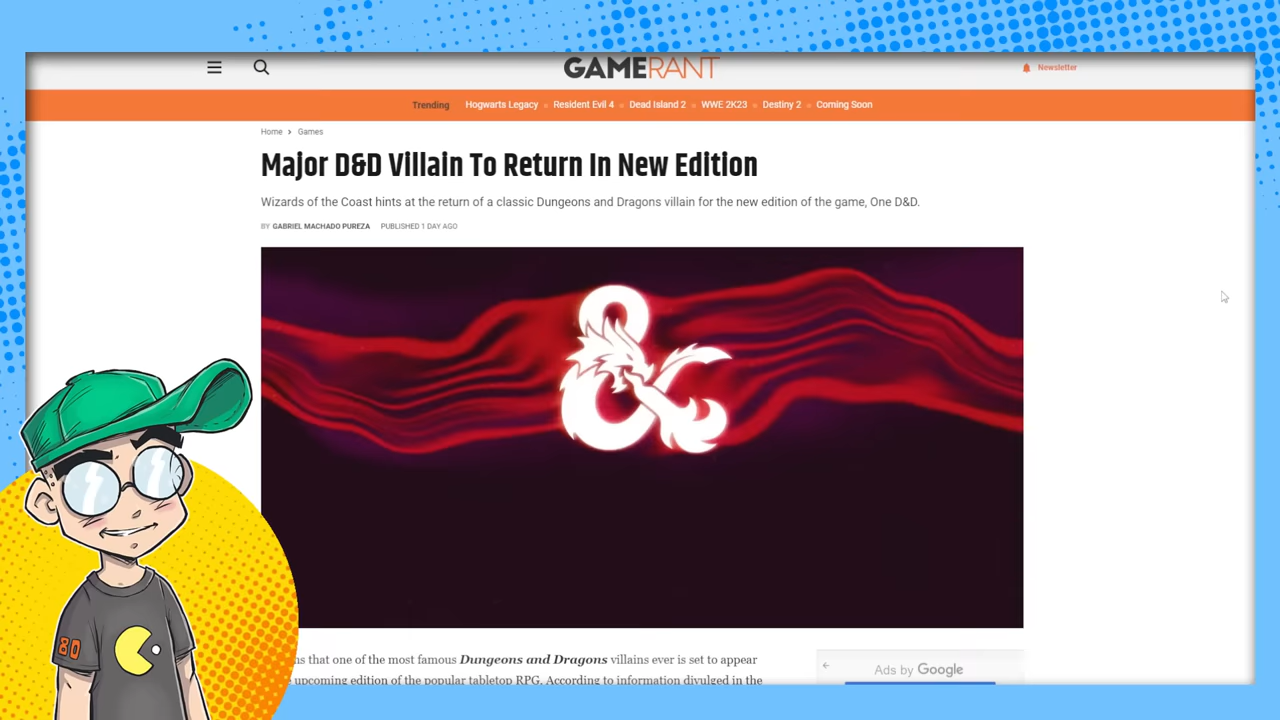 GAMERANT
Newsletter
Trending Hogwarts Legacy Resident Evil 4 Dead Island 2 WWE 2K23 Destiny 2 Coming Soon
Home > Games
Major D&D Villain To Return In New Edition
Wizards of the Coast hints at the return of a classic Dungeons and Dragons villain for the new edition of the game, One D&D.
BY GABRIEL MACHADO PUREZA PUBLISHED 1 DAY AGO
&
80
that one of the most famous Dungeons and Dragons villains ever is set to appear
upcoming edition of the popular tabletop RPG. According to information divulged in the
Ads by Google